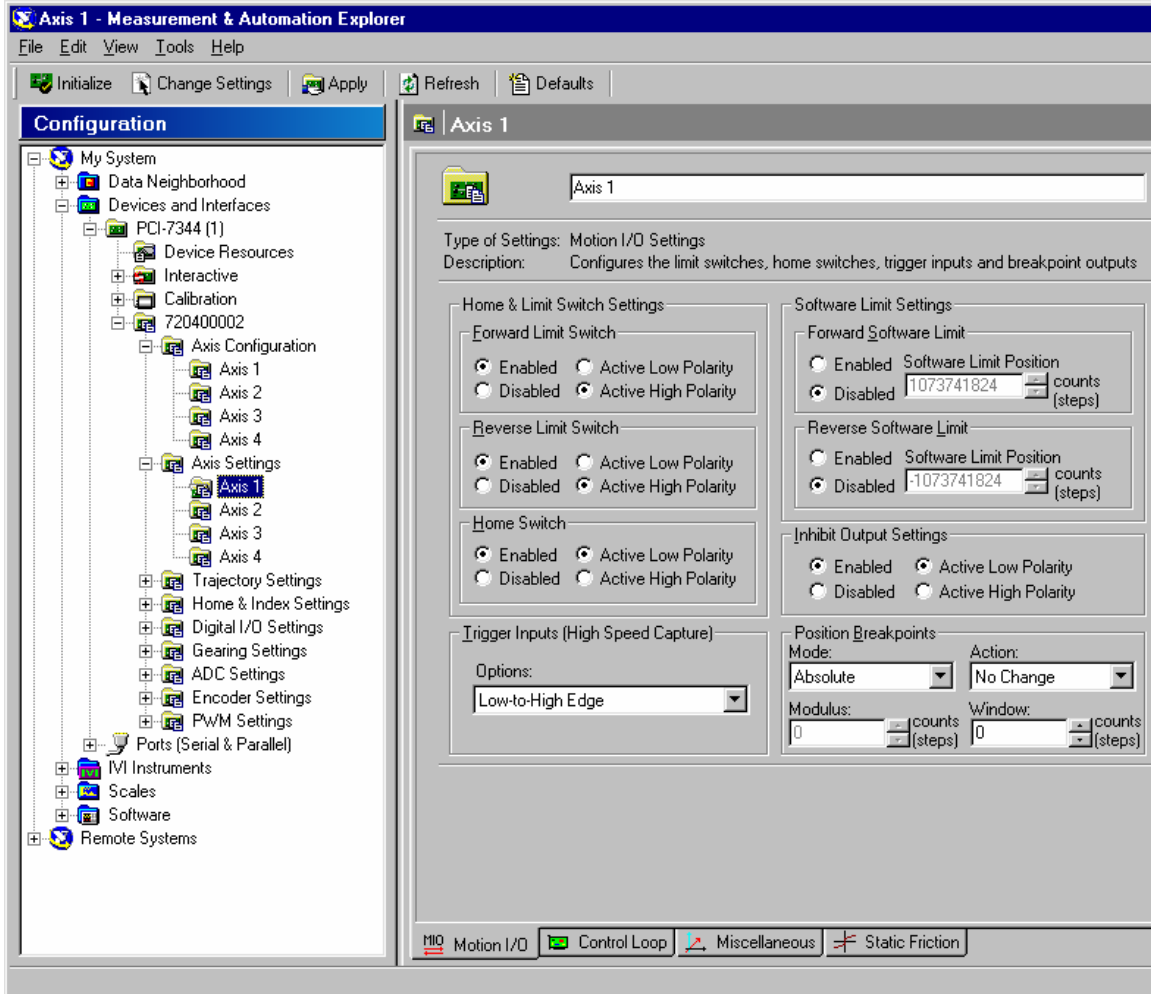 Axis 1 - Measurement & Automation Explorer
File Edit View Tools Help
Initialize Change Settings Apply Refresh Defaults
Configuration
My System
Data Neighborhood
Devices and Interfaces
PCI-7344 (1)
Device Resources
Interactive
Calibration
720400002
Axis Configuration
Axis 1
Axis 2
Axis 3
Axis 4
Axis Settings
Axis 1
Axis 2
Axis 3
Axis 4
Trajectory Settings
Home & Index Settings
Digital I/O Settings
Gearing Settings
ADC Settings
Encoder Settings
PWM Settings
Ports (Serial & Parallel)
IVI Instruments
Scales
Software
Remote Systems
Axis 1
Axis 1
Type of Settings: Motion I/O Settings
Description: Configures the limit switches, home switches, trigger inputs and breakpoint outputs
Home & Limit Switch Settings
Forward Limit Switch
Enabled Active Low Polarity
Disabled Active High Polarity
Reverse Limit Switch
Enabled Active Low Polarity
Disabled Active High Polarity
Home Switch
Enabled Active Low Polarity
Disabled Active High Polarity
Trigger Inputs (High Speed Capture)
Options:
Low-to-High Edge
Software Limit Settings
Forward Software Limit
Enabled Software Limit Position
Disabled 1073741824 counts
(steps)
Reverse Software Limit
Enabled Software Limit Position
Disabled -1073741824 counts
(steps)
Inhibit Output Settings
Enabled Active Low Polarity
Disabled Active High Polarity
Position Breakpoints
Mode: Action:
Absolute No Change
Modulus: Window:
0 counts 0 counts
(steps) (steps)
MIO Motion I/O Control Loop Miscellaneous Static Friction